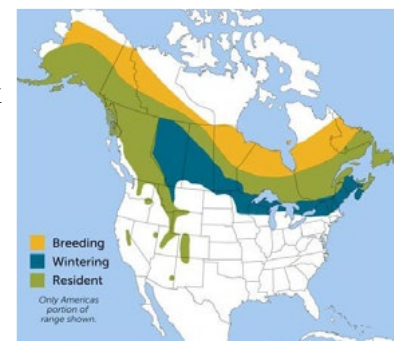 Breeding
Wintering
Resident
Only Americas
portion of
range shown.